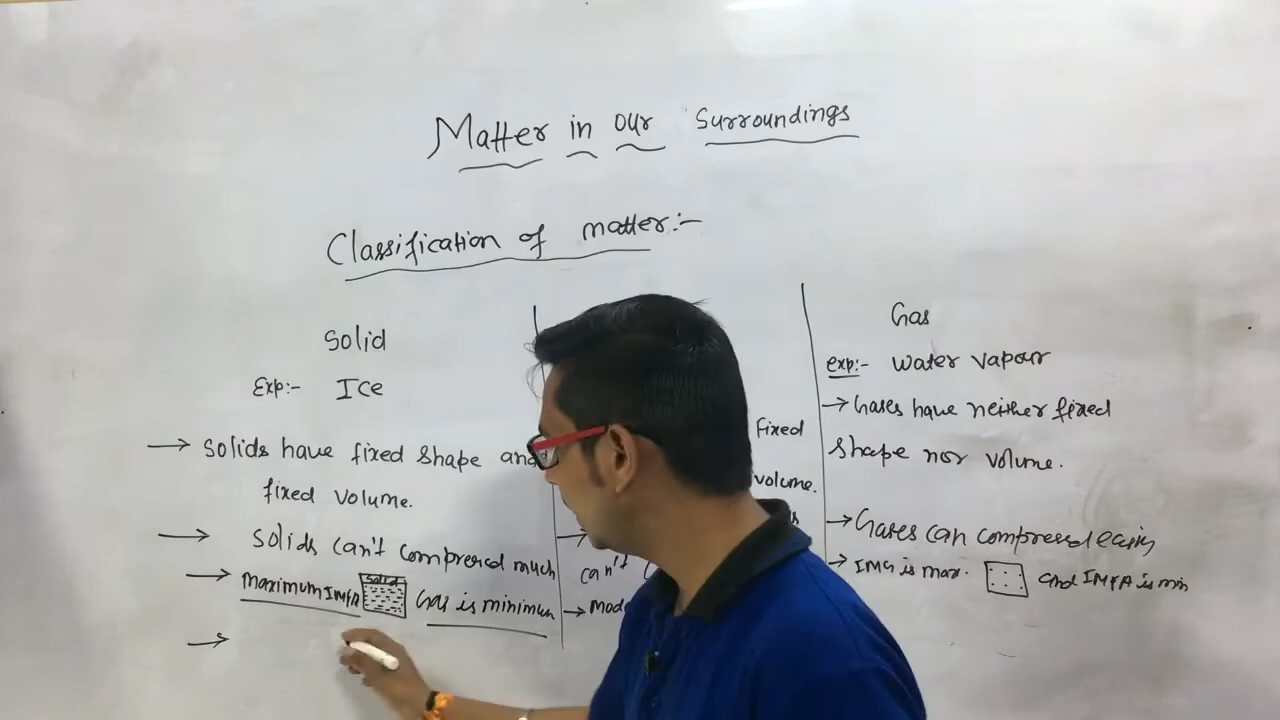 Matter in our Surroundings
Classification of matter:-
Solid
Exp:- Ice
→ Solids have fixed shape and
fixed volume.
→ Solids can't compressed much
→ maximum IMFA Solid Gas is minimum
→
Fixed
volume.
→
can't
→ Mod
Gas
exp:- water vapour
→ Gases have neither fixed
shape nor volume.
→ Gases can compressed easily
→ IMG is max. and IMFA is min